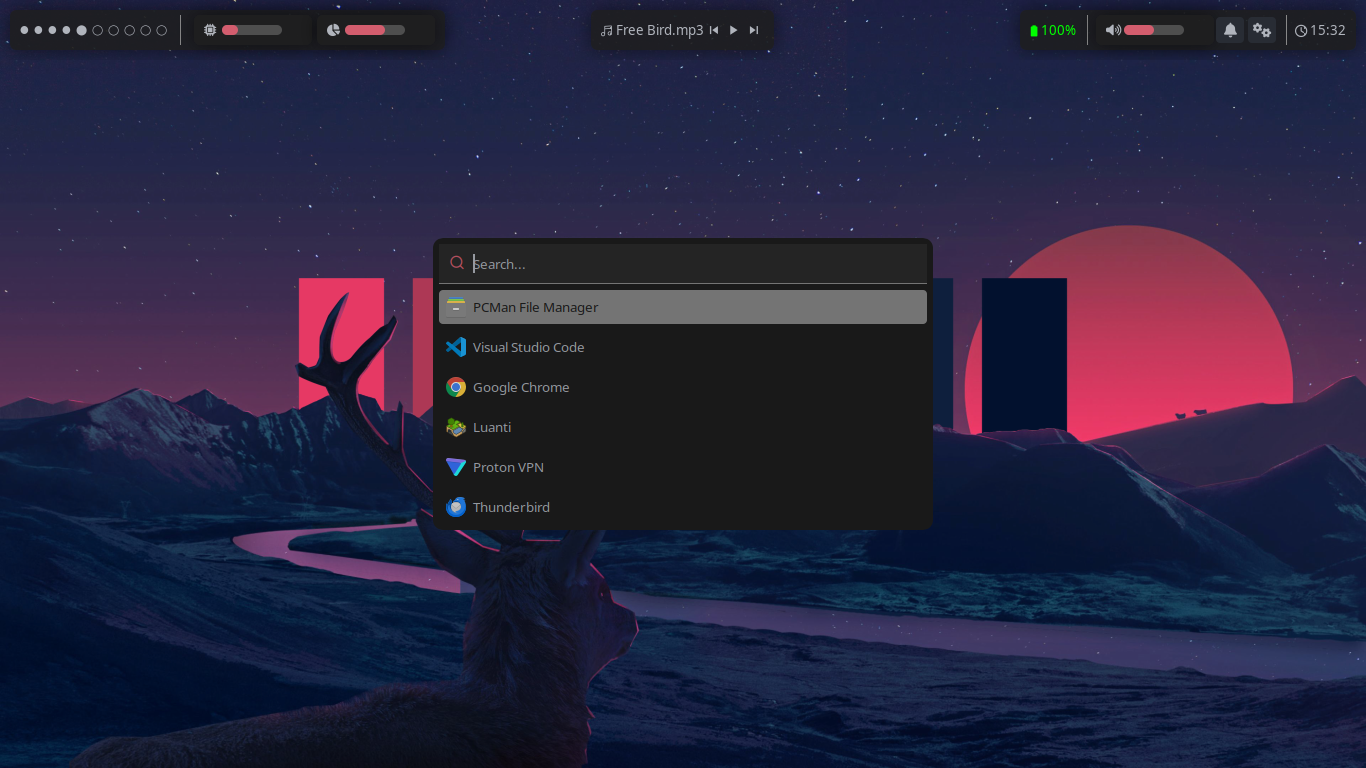 Free Bird.mp3
100%
15:32
Search...
PCMan File Manager
Visual Studio Code
Google Chrome
Luanti
Proton VPN
Thunderbird